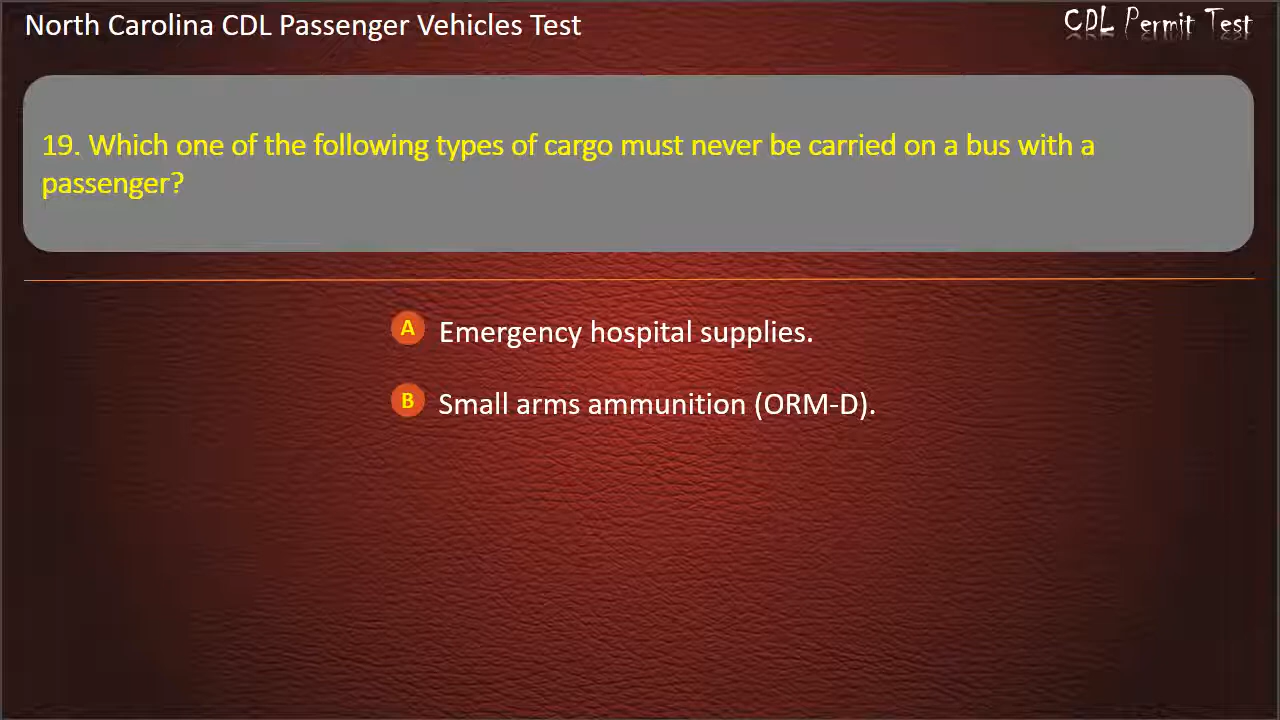 North Carolina CDL Passenger Vehicles Test
CDL Permit Test
19. Which one of the following types of cargo must never be carried on a bus with a
passenger?
A Emergency hospital supplies.
B Small arms ammunition (ORM-D).